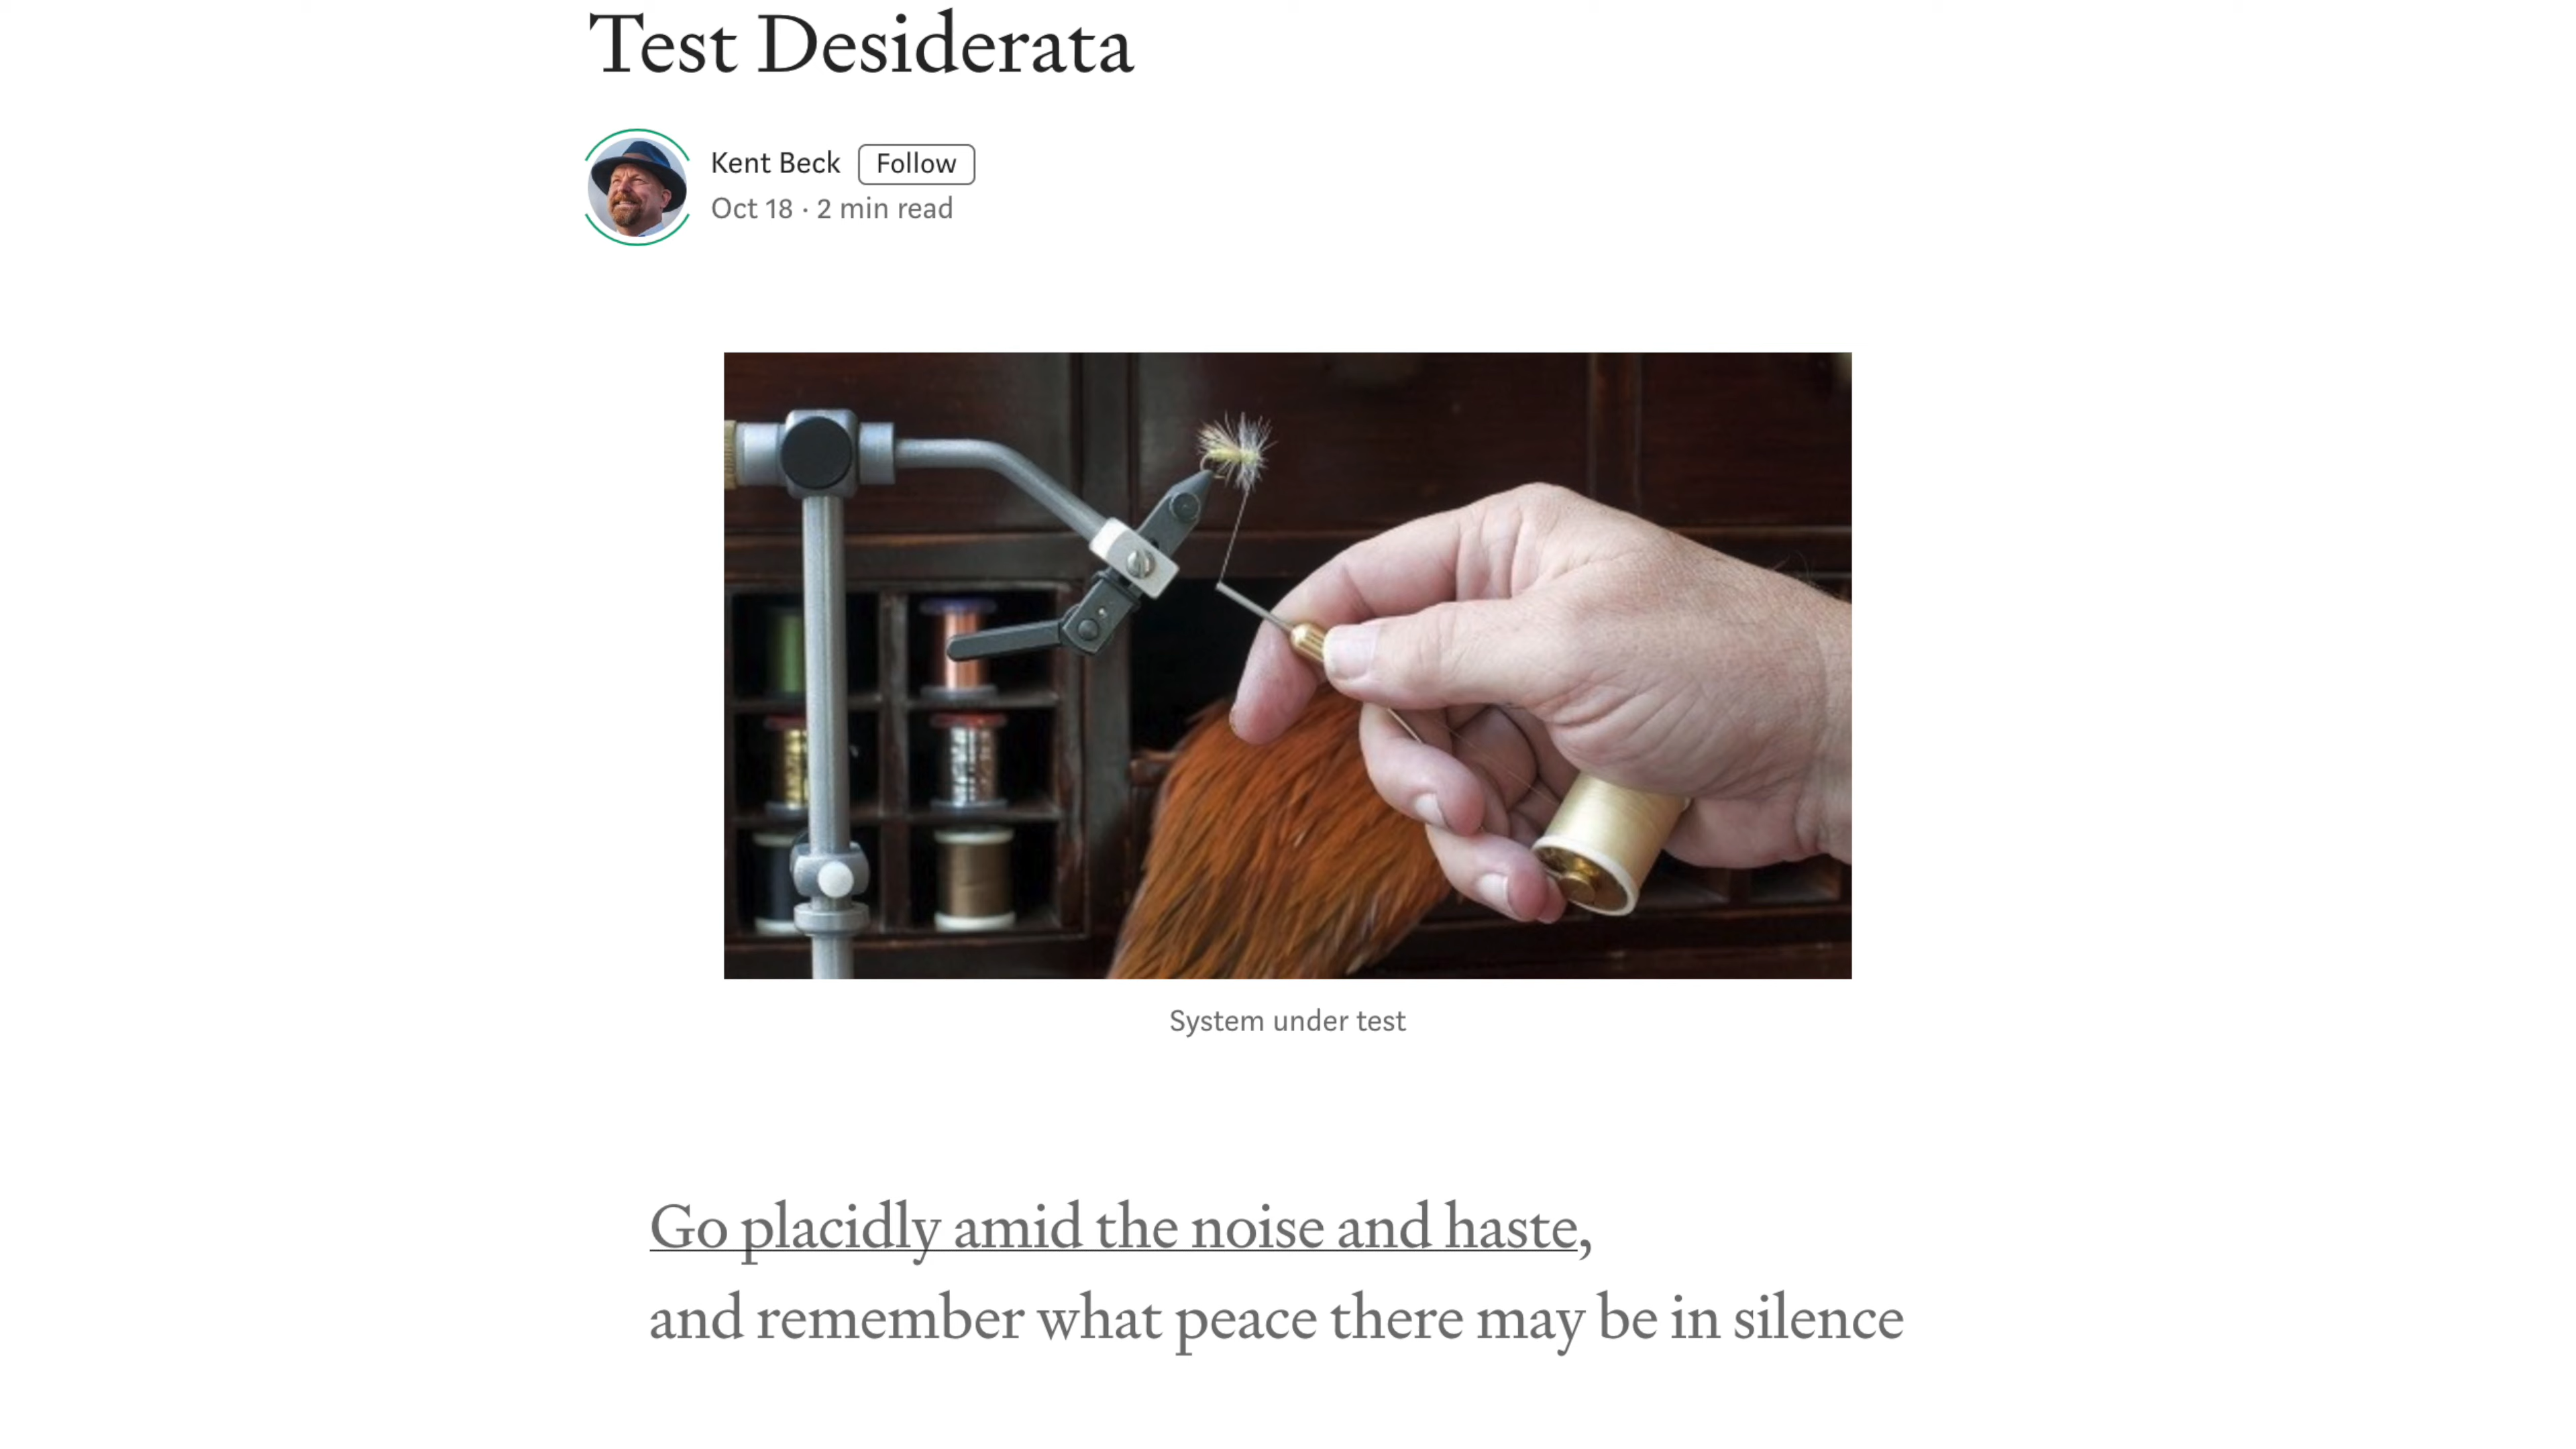 Test Desiderata
Kent Beck Follow
Oct 18 · 2 min read
System under test
Go placidly amid the noise and haste,
and remember what peace there may be in silence